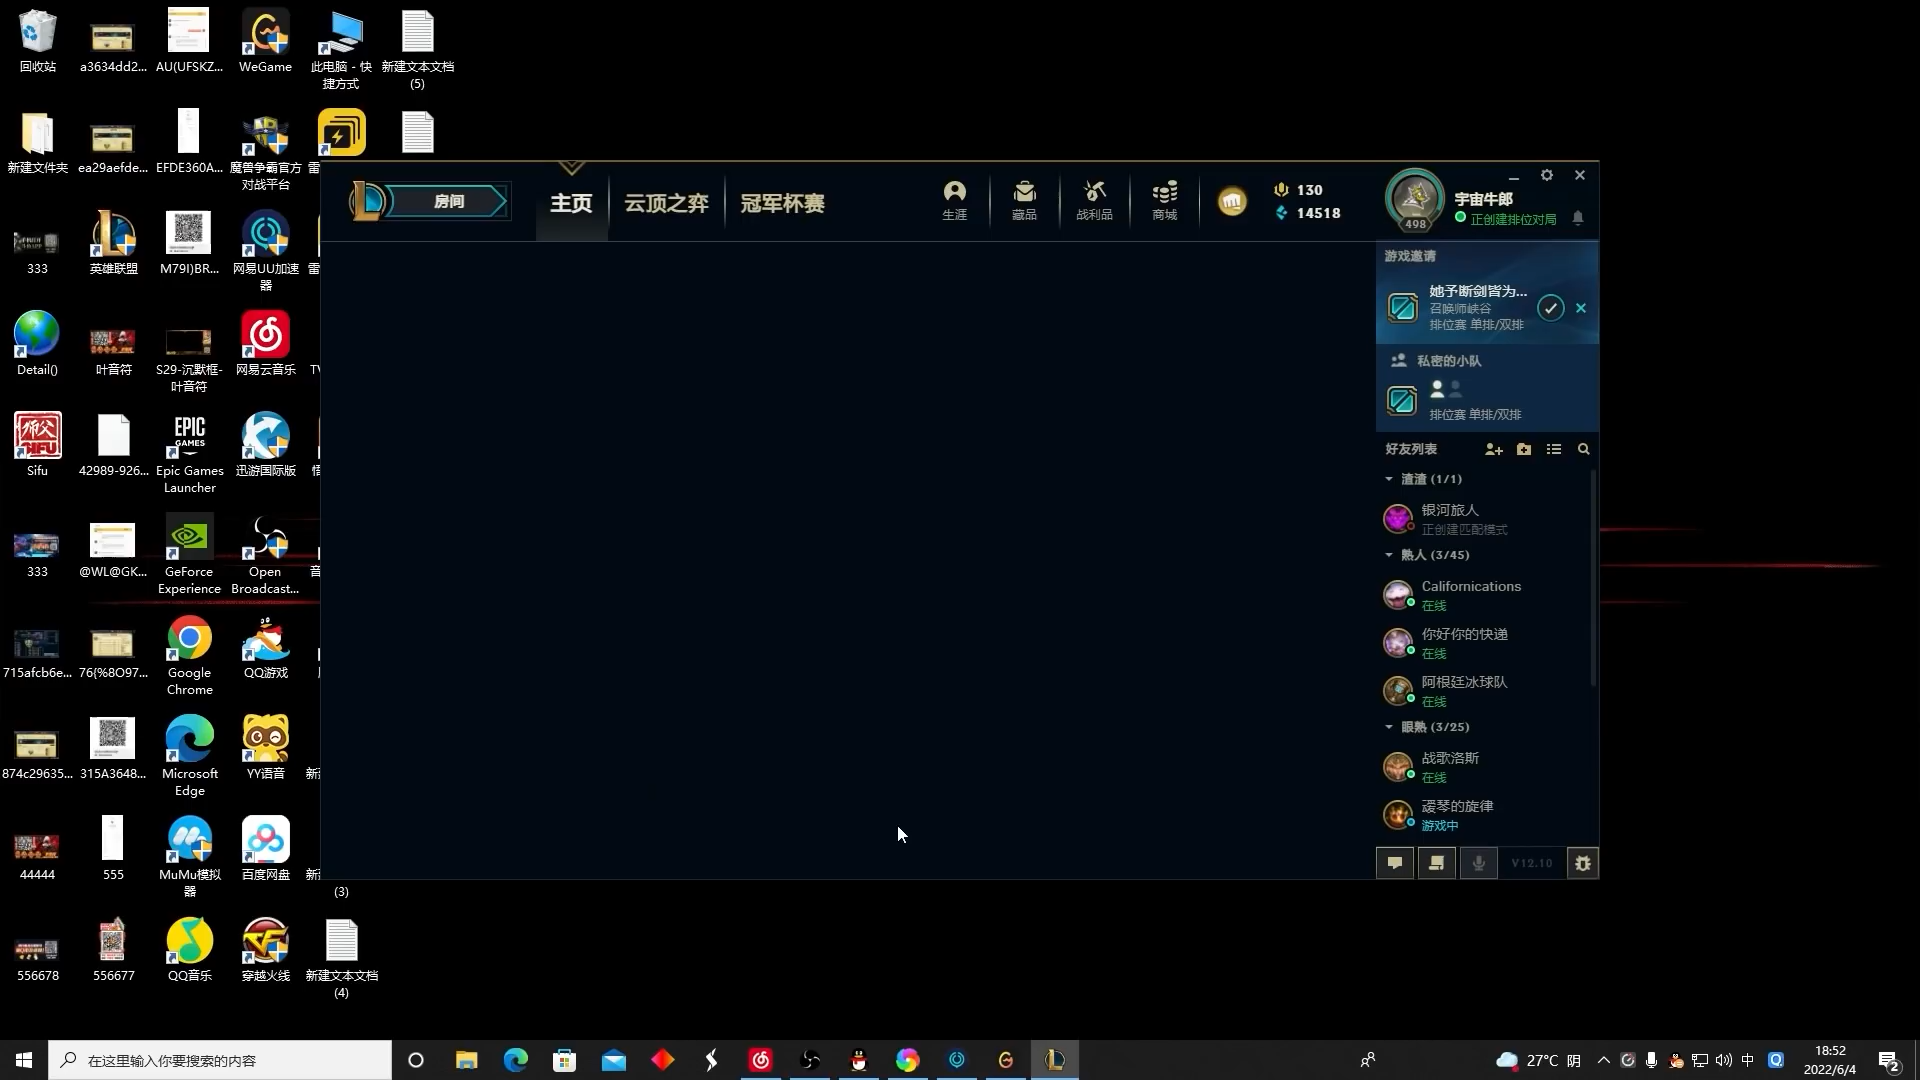 回收站
a3634dd2...
AU(UFSKZ...
WeGame
此电脑 - 快
捷方式
新建文本文档
(5)
新建文件夹
ea29aefde...
EFDE360A...
魔兽争霸官方
对战平台
雷
333
英雄联盟
M79I)BR...
网易UU加速
器
雷
Detail()
叶音符
S29-沉默框-
叶音符
网易云音乐
Sifu
42989-926...
EPIC
GAMES
Epic Games
Launcher
迅游国际版
333
@WL@GK...
GeForce
Experience
Open
Broadcast...
音
715afcb6e...
76{%8O97...
Google
Chrome
QQ游戏
874c29635...
315A3648...
Microsoft
Edge
YY语音
44444
555
MuMu模拟
器
百度网盘
(3)
556678
556677
QQ音乐
穿越火线
新建文本文档
(4)
房间
主页
云顶之弈
冠军杯赛
生涯
藏品
战利品
商城
130
14518
498
宇宙牛郎
正创建排位对局
游戏邀请
她予断剑皆为...
召唤师峡谷
排位赛 单排/双排
私密的小队
排位赛 单排/双排
好友列表
渣渣 (1/1)
银河旅人
正创建匹配模式
熟人 (3/45)
Californications
在线
你好你的快递
在线
阿根廷冰球队
在线
眼熟 (3/25)
战歌洛斯
在线
叆琴的旋律
游戏中
V12.10
在这里输入你要搜索的内容
27°C 阴
中
18:52
2022/6/4
2